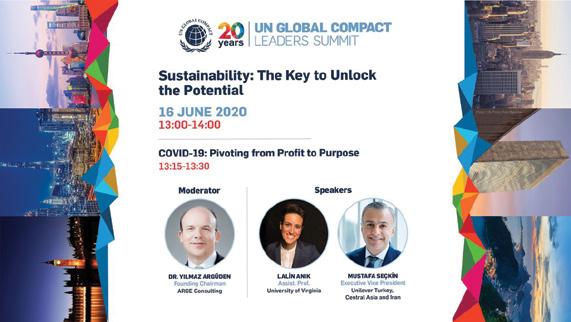 UN GLOBAL COMPACT
20
years
UN GLOBAL COMPACT
LEADERS SUMMIT
Sustainability: The Key to Unlock
the Potential
16 JUNE 2020
13:00-14:00
COVID-19: Pivoting from Profit to Purpose
13:15-13:30
Moderator
Speakers
DR. YILMAZ ARGÜDEN
Founding Chairman
ARGE Consulting
LALİN ANIK
Assist. Prof.
University of Virginia
MUSTAFA SEÇKİN
Executive Vice President
Unilever Turkey,
Central Asia and Iran